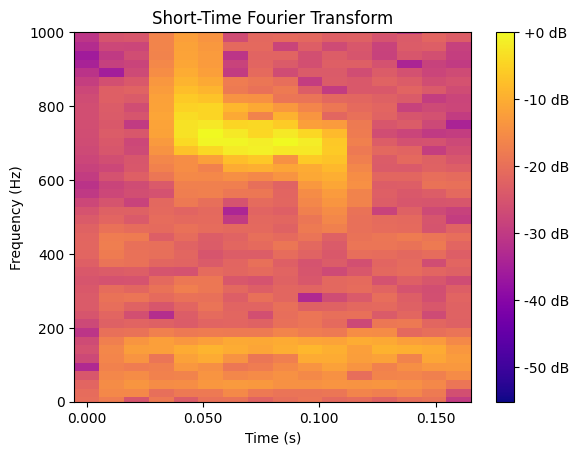 Short-Time Fourier Transform
1000
800
600
400
200
0
Frequency (Hz)
0.000
0.050
0.100
0.150
Time (s)
+0 dB
-10 dB
-20 dB
-30 dB
-40 dB
-50 dB